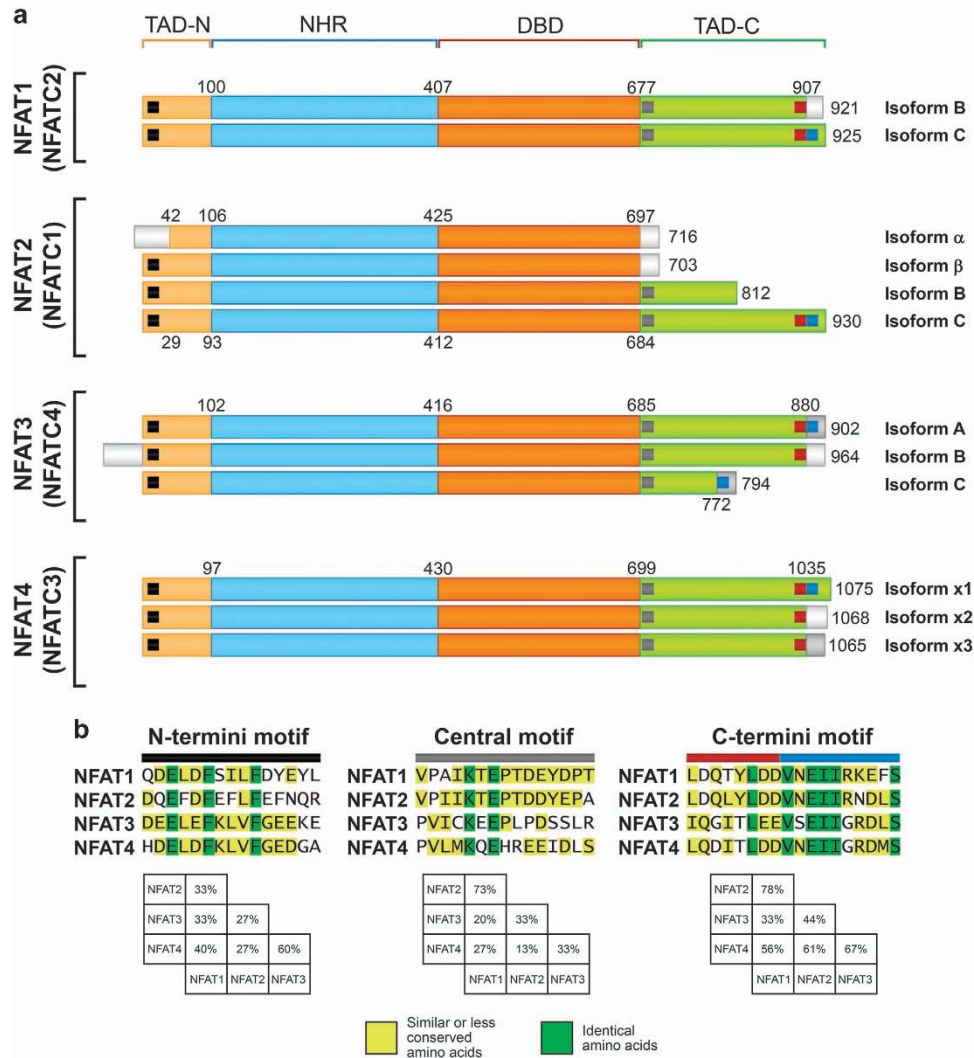 a
TAD-N NHR DBD TAD-C
NFAT1
(NFATC2)
100 407 677 907
921 Isoform B
925 Isoform C
NFAT2
(NFATC1)
42 106 425 697
716 Isoform α
703 Isoform β
812 Isoform B
930 Isoform C
29 93 412 684
NFAT3
(NFATC4)
102 416 685 880
902 Isoform A
964 Isoform B
794 Isoform C
772
NFAT4
(NFATC3)
97 430 699 1035
1075 Isoform x1
1068 Isoform x2
1065 Isoform x3
b
N-termini motif
NFAT1 QDELDFSILFDYEYL
NFAT2 DQEFDFEFLFEFNQR
NFAT3 DEELEFKLVFGEEKE
NFAT4 HDELDFKLVFGEDGA
NFAT2 33%
NFAT3 33% 27%
NFAT4 40% 27% 60%
NFAT1 NFAT2 NFAT3
Central motif
NFAT1 VPAIKTEPTDEYDPT
NFAT2 VPIIKTEPTDDYEPA
NFAT3 PVICKEEPLPDSSLR
NFAT4 PVLMKQEHREEIDLS
NFAT2 73%
NFAT3 20% 33%
NFAT4 27% 13% 33%
NFAT1 NFAT2 NFAT3
C-termini motif
NFAT1 LDQTYLDDVNEIIRKEFS
NFAT2 LDQLYLDDVNEIIRNDLS
NFAT3 IQGITLEEVSEIIGRDLS
NFAT4 LQDITLDDVNEIIGRDMS
NFAT2 78%
NFAT3 33% 44%
NFAT4 56% 61% 67%
NFAT1 NFAT2 NFAT3
Similar or less
conserved
amino acids
Identical
amino acids